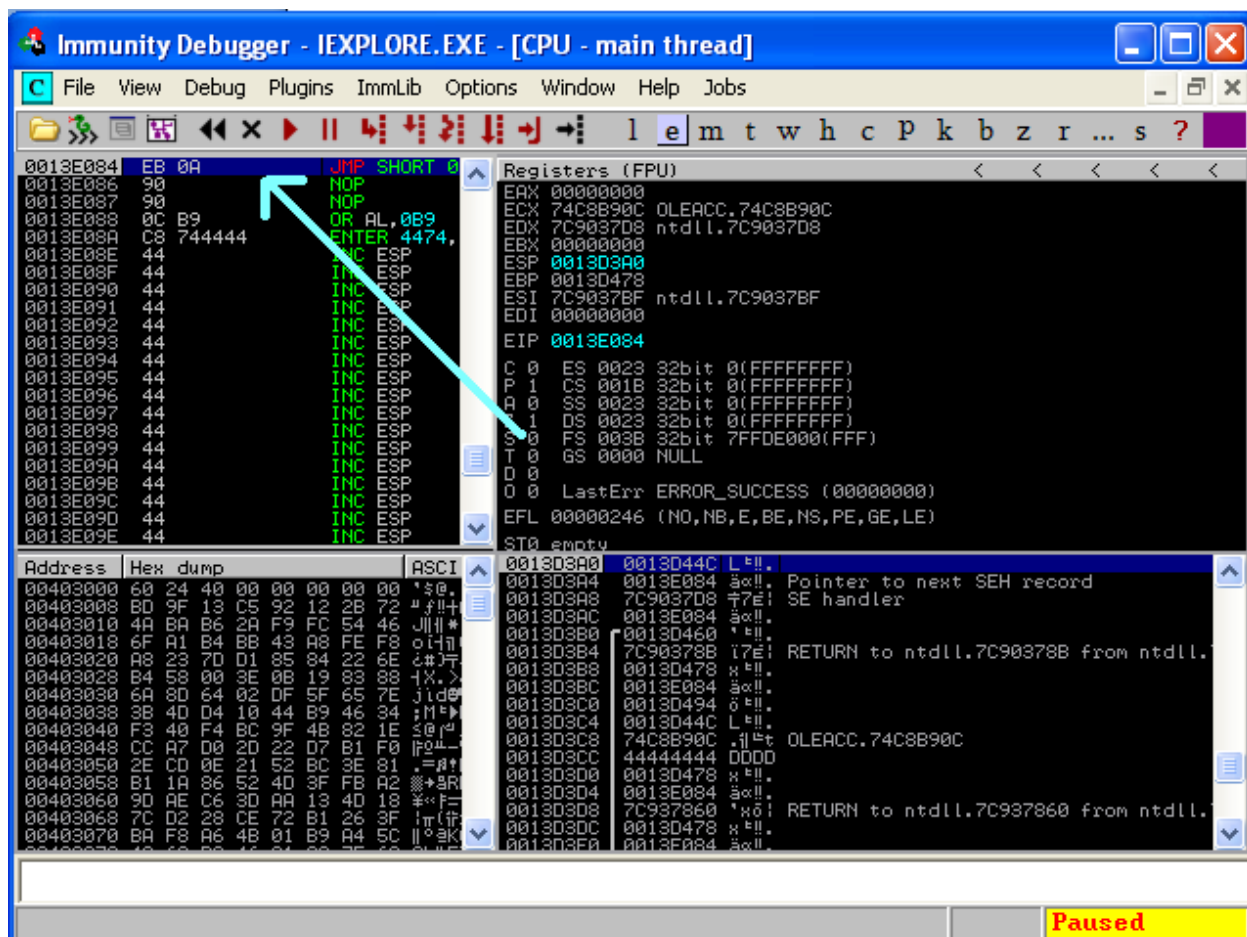 Immunity Debugger - IEXPLORE.EXE - [CPU - main thread]
C File View Debug Plugins ImmLib Options Window Help Jobs
l e m t w h c P k b z r ... s ?
0013E084 EB 0A JMP SHORT 0
0013E086 90 NOP
0013E087 90 NOP
0013E088 0C B9 OR AL,0B9
0013E08A C8 744444 ENTER 4474,
0013E08E 44 INC ESP
0013E08F 44 INC ESP
0013E090 44 INC ESP
0013E091 44 INC ESP
0013E092 44 INC ESP
0013E093 44 INC ESP
0013E094 44 INC ESP
0013E095 44 INC ESP
0013E096 44 INC ESP
0013E097 44 INC ESP
0013E098 44 INC ESP
0013E099 44 INC ESP
0013E09A 44 INC ESP
0013E09B 44 INC ESP
0013E09C 44 INC ESP
0013E09D 44 INC ESP
0013E09E 44 INC ESP
Registers (FPU) < < < < <
EAX 00000000
ECX 74C8B90C OLEACC.74C8B90C
EDX 7C9037D8 ntdll.7C9037D8
EBX 00000000
ESP 0013D3A0
EBP 0013D478
ESI 7C9037BF ntdll.7C9037BF
EDI 00000000
EIP 0013E084
C 0 ES 0023 32bit 0(FFFFFFFF)
P 1 CS 001B 32bit 0(FFFFFFFF)
A 0 SS 0023 32bit 0(FFFFFFFF)
1 DS 0023 32bit 0(FFFFFFFF)
S 0 FS 003B 32bit 7FFDE000(FFF)
T 0 GS 0000 NULL
D 0
O 0 LastErr ERROR_SUCCESS (00000000)
EFL 00000246 (NO,NB,E,BE,NS,PE,GE,LE)
ST0 empty
Address Hex dump ASCI
00403000 60 24 40 00 00 00 00 00
00403008 BD 9F 13 C5 92 12 2B 72
00403010 4A BA B6 2A F9 FC 54 46
00403018 6F A1 B4 BB 43 A8 FE F8
00403020 A8 23 7D D1 85 84 22 6E
00403028 B4 58 00 3E 0B 19 83 88
00403030 6A 8D 64 02 DF 5F 65 7E
00403038 3B 4D D4 10 44 B9 46 34
00403040 F3 40 F4 BC 9F 4B 82 1E
00403048 CC A7 D0 2D 22 D7 B1 F0
00403050 2E CD 0E 21 52 BC 3E 81
00403058 B1 1A 86 52 4D 3F FB A2
00403060 9D AE C6 3D AA 13 4D 18
00403068 7C D2 28 CE 72 B1 26 3F
00403070 BA F8 A6 4B 01 B9 A4 5C
0013D3A0 0013D44C
0013D3A4 0013E084 Pointer to next SEH record
0013D3A8 7C9037D8 SE handler
0013D3AC 0013E084
0013D3B0 0013D460
0013D3B4 7C90378B RETURN to ntdll.7C90378B from ntdll.
0013D3B8 0013D478
0013D3BC 0013E084
0013D3C0 0013D494
0013D3C4 0013D44C
0013D3C8 74C8B90C OLEACC.74C8B90C
0013D3CC 44444444 DDDD
0013D3D0 0013D478
0013D3D4 0013E084
0013D3D8 7C937860 RETURN to ntdll.7C937860 from ntdll.
0013D3DC 0013D478
0013D3E0 0013E084
Paused